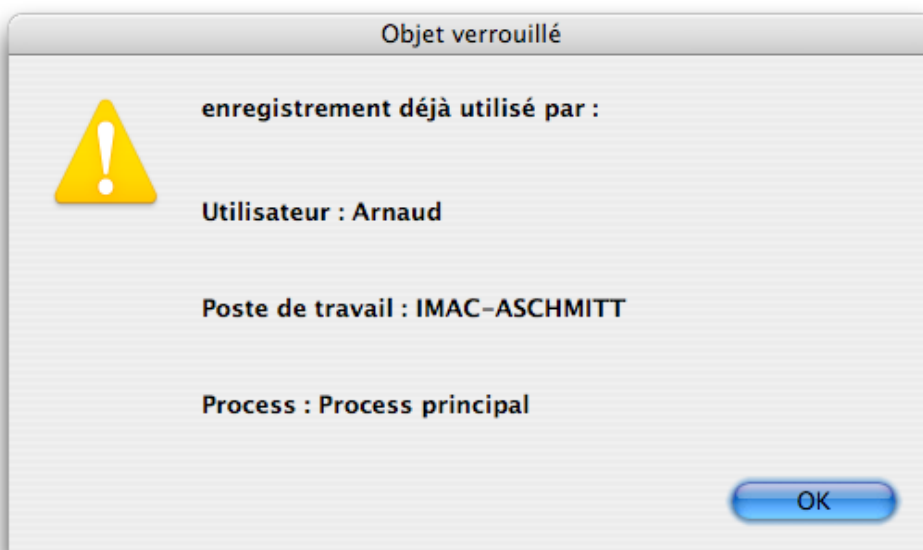 Objet verrouillé
enregistrement déjà utilisé par :
Utilisateur : Arnaud
Poste de travail : IMAC-ASCHMITT
Process : Process principal
OK